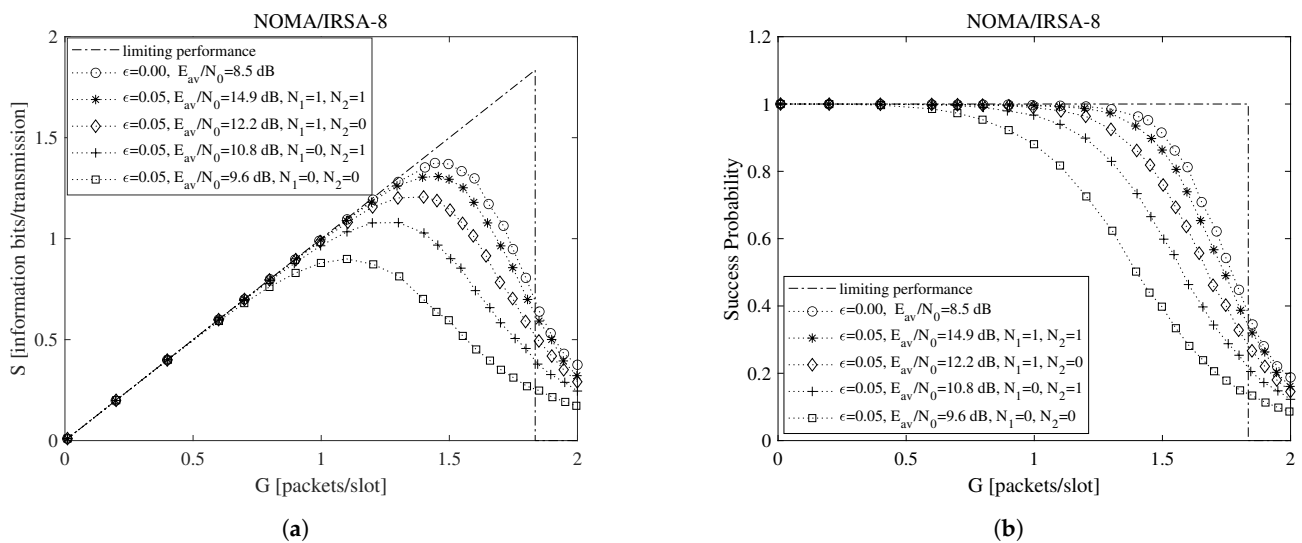 NOMA/IRSA-8
2
limiting performance
ϵ=0.00, E_av/N_0=8.5 dB
ϵ=0.05, E_av/N_0=14.9 dB, N_1=1, N_2=1
ϵ=0.05, E_av/N_0=12.2 dB, N_1=1, N_2=0
ϵ=0.05, E_av/N_0=10.8 dB, N_1=0, N_2=1
ϵ=0.05, E_av/N_0=9.6 dB, N_1=0, N_2=0
S [information bits/transmission]
1.5
1
0.5
0
0 0.5 1 1.5 2
G [packets/slot]
(a)
NOMA/IRSA-8
1.2
1
0.8
0.6
0.4
0.2
0
Success Probability
limiting performance
ϵ=0.00, E_av/N_0=8.5 dB
ϵ=0.05, E_av/N_0=14.9 dB, N_1=1, N_2=1
ϵ=0.05, E_av/N_0=12.2 dB, N_1=1, N_2=0
ϵ=0.05, E_av/N_0=10.8 dB, N_1=0, N_2=1
ϵ=0.05, E_av/N_0=9.6 dB, N_1=0, N_2=0
0 0.5 1 1.5 2
G [packets/slot]
(b)